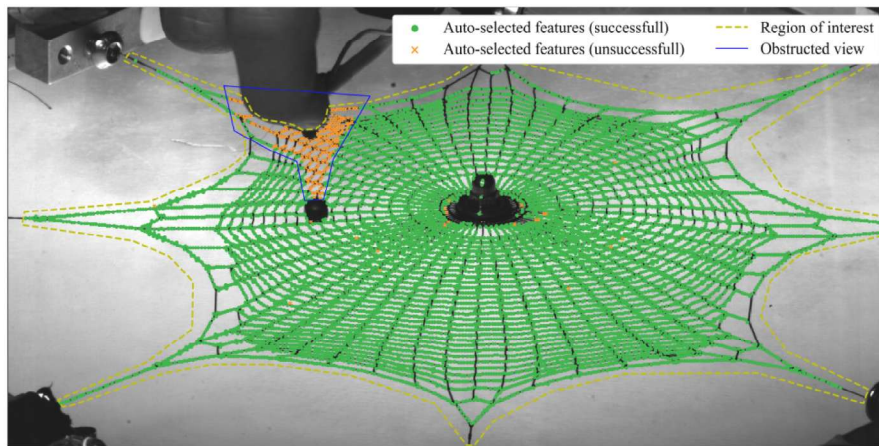 Auto-selected features (successfull)
Auto-selected features (unsuccessfull)
Region of interest
Obstructed view